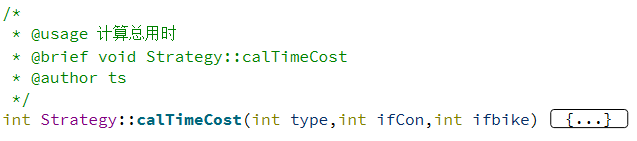 /*
 * @usage 计算总用时
 * @brief void Strategy::calTimeCost
 * @author ts
 */
int Strategy::calTimeCost(int type,int ifCon,int ifbike) {...}